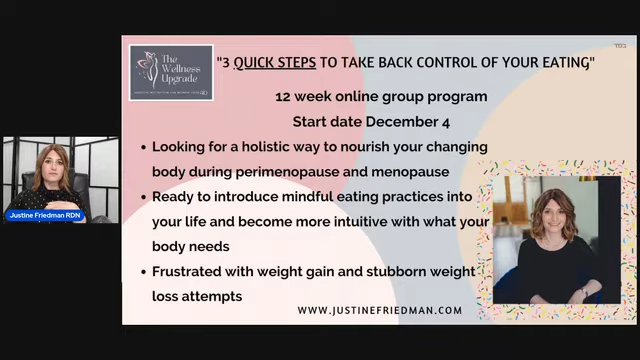 בס"ד
The
Wellness
Upgrade
"3 QUICK STEPS TO TAKE BACK CONTROL OF YOUR EATING"
12 week online group program
Start date December 4
• Looking for a holistic way to nourish your changing
body during perimenopause and menopause
• Ready to introduce mindful eating practices into
your life and become more intuitive with what your
body needs
• Frustrated with weight gain and stubborn weight
loss attempts
WWW.JUSTINEFRIEDMAN.COM
Justine Friedman RDN